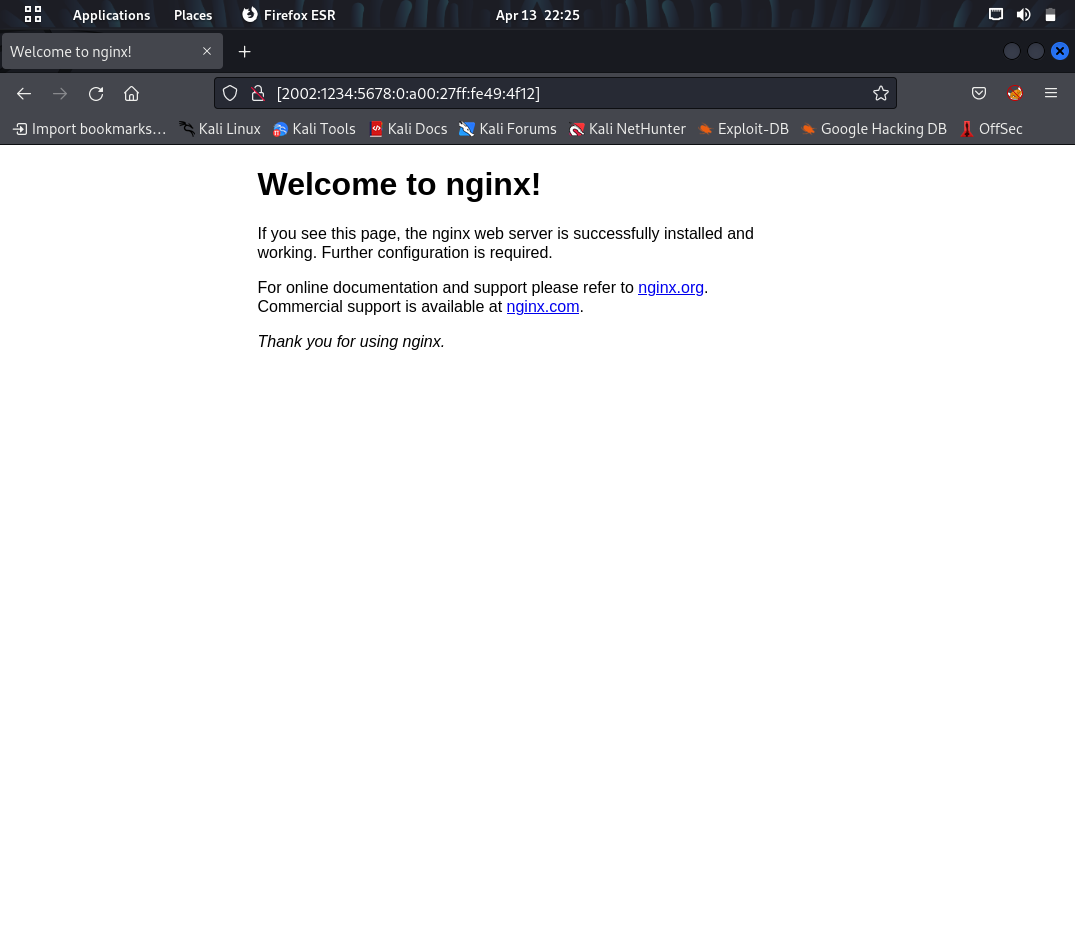 Applications Places Firefox ESR Apr 13 22:25
Welcome to nginx!
[2002:1234:5678:0:a00:27ff:fe49:4f12]
Import bookmarks… Kali Linux Kali Tools Kali Docs Kali Forums Kali NetHunter Exploit-DB Google Hacking DB OffSec
Welcome to nginx!
If you see this page, the nginx web server is successfully installed and
working. Further configuration is required.
For online documentation and support please refer to nginx.org.
Commercial support is available at nginx.com.
Thank you for using nginx.